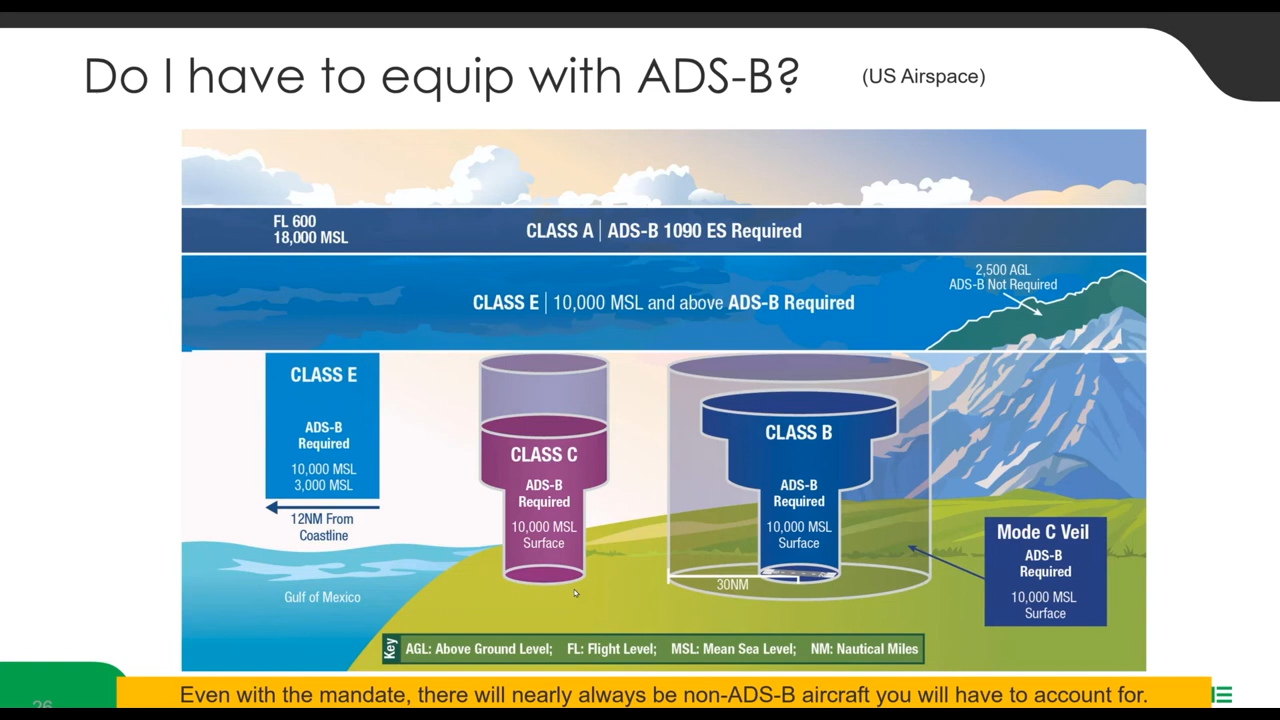 Do I have to equip with ADS-B?
(US Airspace)
FL 600
18,000 MSL
CLASS A | ADS-B 1090 ES Required
2,500 AGL
ADS-B Not Required
CLASS E | 10,000 MSL and above ADS-B Required
CLASS E
ADS-B
Required
10,000 MSL
3,000 MSL
12NM From
Coastline
Gulf of Mexico
CLASS C
ADS-B
Required
10,000 MSL
Surface
CLASS B
ADS-B
Required
10,000 MSL
Surface
30NM
Mode C Veil
ADS-B
Required
10,000 MSL
Surface
Key
AGL: Above Ground Level; FL: Flight Level; MSL: Mean Sea Level; NM: Nautical Miles
Even with the mandate, there will nearly always be non-ADS-B aircraft you will have to account for.
26